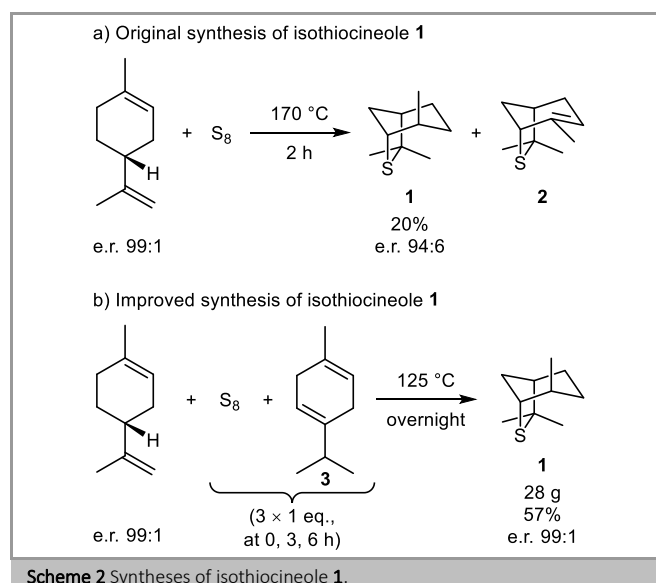 a) Original synthesis of isothiocineole 1
H
+ S8
170 °C
2 h
S
+
S
1
2
20%
e.r. 99:1
e.r. 94:6
b) Improved synthesis of isothiocineole 1
H
+ S8 +
125 °C
overnight
S
3
1
(3 × 1 eq.,
at 0, 3, 6 h)
28 g
57%
e.r. 99:1
e.r. 99:1
Scheme 2 Syntheses of isothiocineole 1.